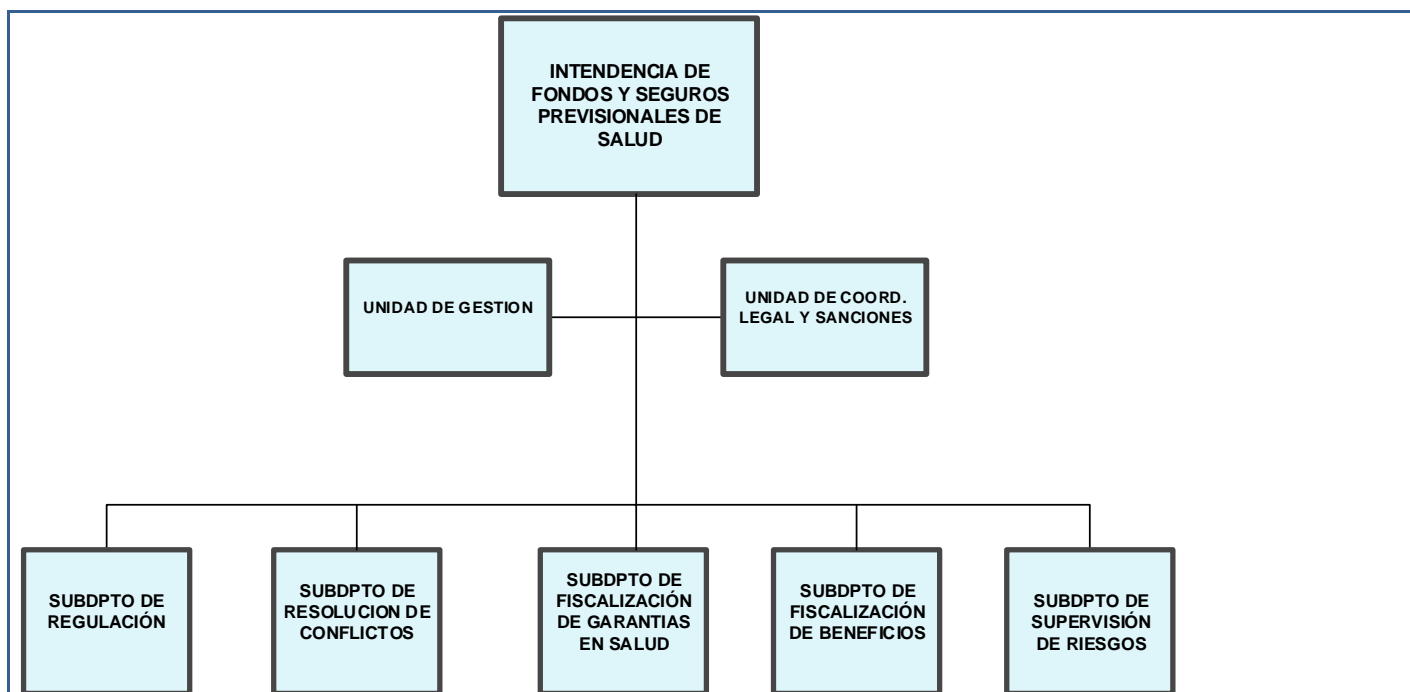 INTENDENCIA DE
FONDOS Y SEGUROS
PREVISIONALES DE
SALUD
UNIDAD DE GESTION
UNIDAD DE COORD.
LEGAL Y SANCIONES
SUBDPTO DE
REGULACIÓN
SUBDPTO DE
RESOLUCION DE
CONFLICTOS
SUBDPTO DE
FISCALIZACIÓN
DE GARANTIAS
EN SALUD
SUBDPTO DE
FISCALIZACIÓN
DE BENEFICIOS
SUBDPTO DE
SUPERVISIÓN
DE RIESGOS